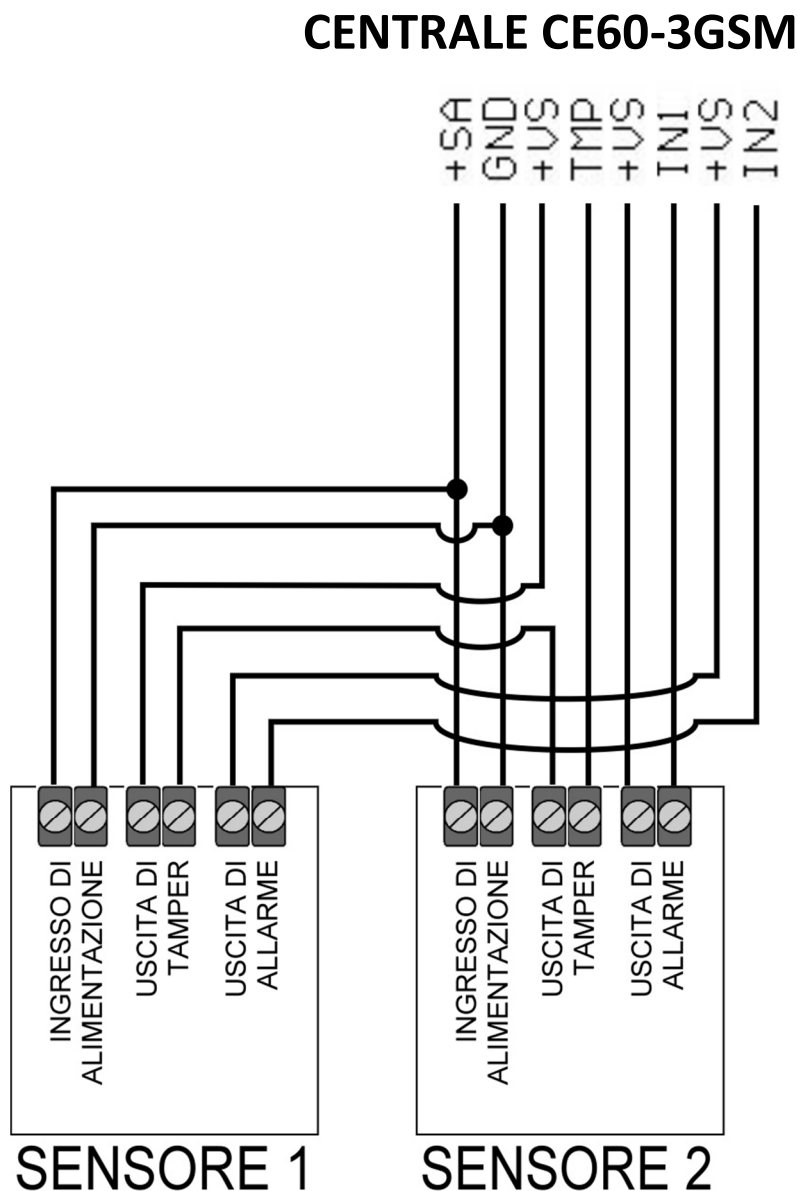 CENTRALE CE60-3GSM
+SA
GND
+VS
TMP
+VS
IN1
+VS
IN2
INGRESSO DI
ALIMENTAZIONE
USCITA DI
TAMPER
USCITA DI
ALLARME
INGRESSO DI
ALIMENTAZIONE
USCITA DI
TAMPER
USCITA DI
ALLARME
SENSORE 1
SENSORE 2